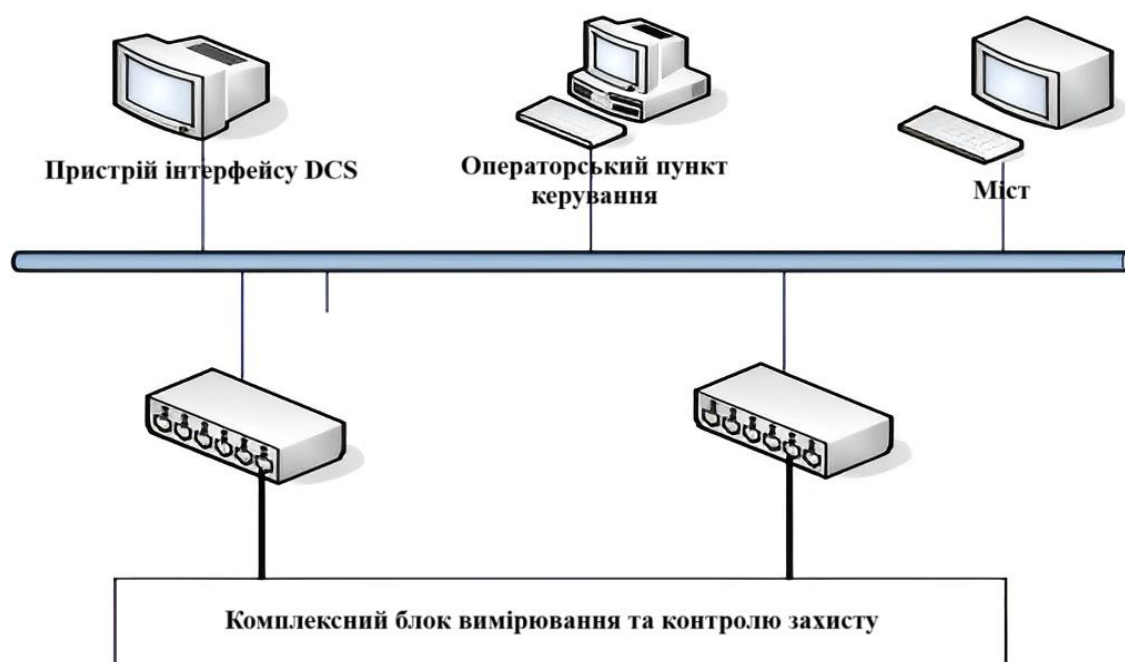 Пристрій інтерфейсу DCS
Операторський пункт
керування
Міст
Комплексний блок вимірювання та контролю захисту